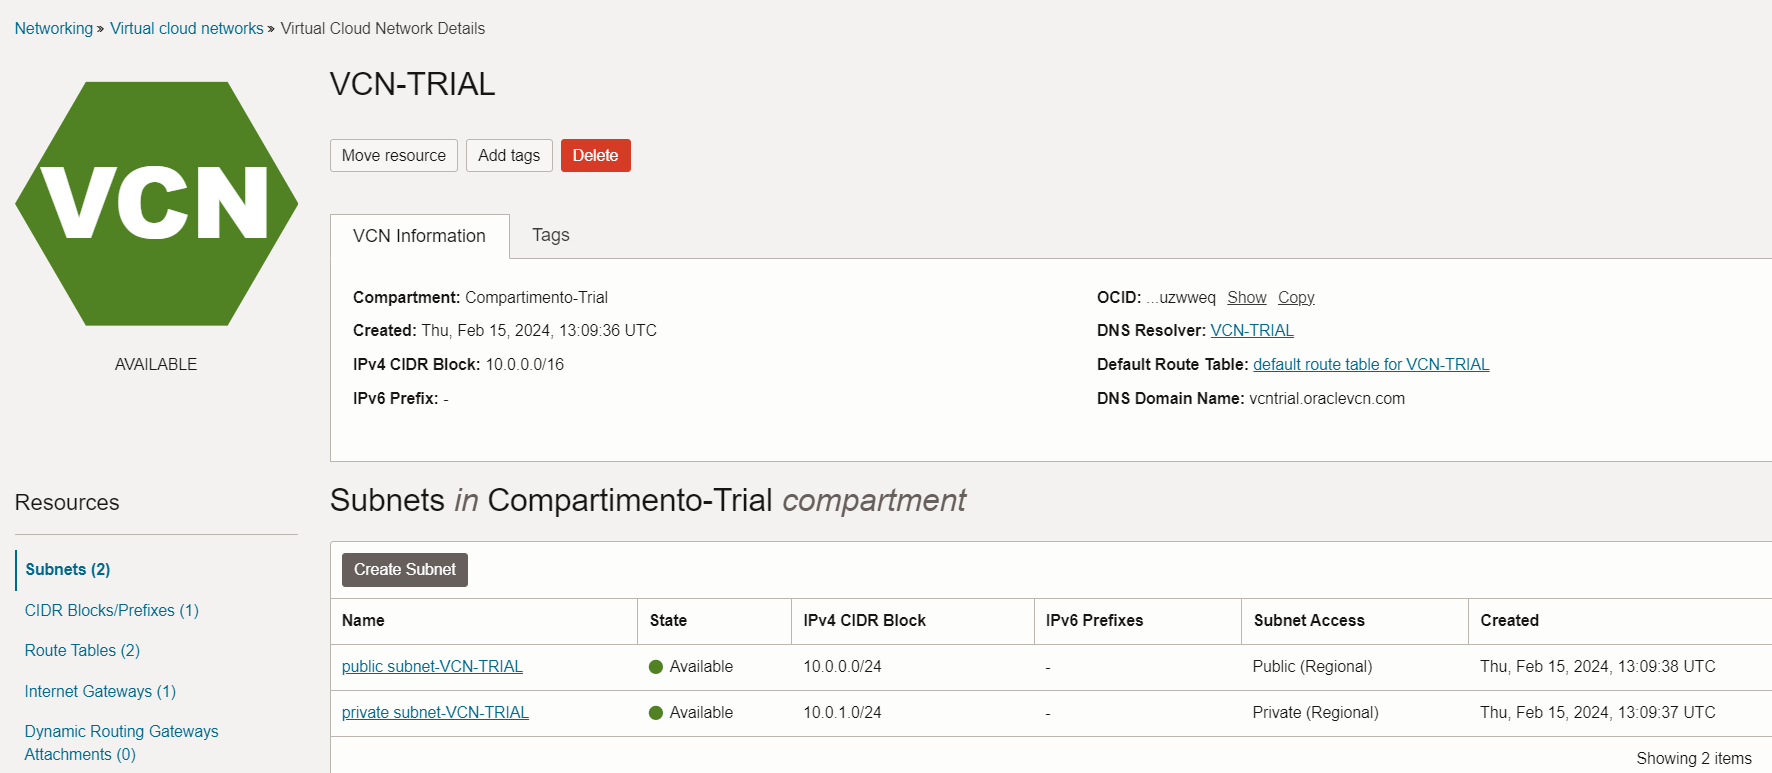 Networking » Virtual cloud networks » Virtual Cloud Network Details
VCN
AVAILABLE
VCN-TRIAL
Move resource Add tags Delete
VCN Information Tags
Compartment: Compartimento-Trial
Created: Thu, Feb 15, 2024, 13:09:36 UTC
IPv4 CIDR Block: 10.0.0.0/16
IPv6 Prefix: -
OCID: ...uzwweq Show Copy
DNS Resolver: VCN-TRIAL
Default Route Table: default route table for VCN-TRIAL
DNS Domain Name: vcntrial.oraclevcn.com
Resources
Subnets (2)
CIDR Blocks/Prefixes (1)
Route Tables (2)
Internet Gateways (1)
Dynamic Routing Gateways
Attachments (0)
Subnets in Compartimento-Trial compartment
Create Subnet
Name State IPv4 CIDR Block IPv6 Prefixes Subnet Access Created
public subnet-VCN-TRIAL Available 10.0.0.0/24 - Public (Regional) Thu, Feb 15, 2024, 13:09:38 UTC
private subnet-VCN-TRIAL Available 10.0.1.0/24 - Private (Regional) Thu, Feb 15, 2024, 13:09:37 UTC
Showing 2 items